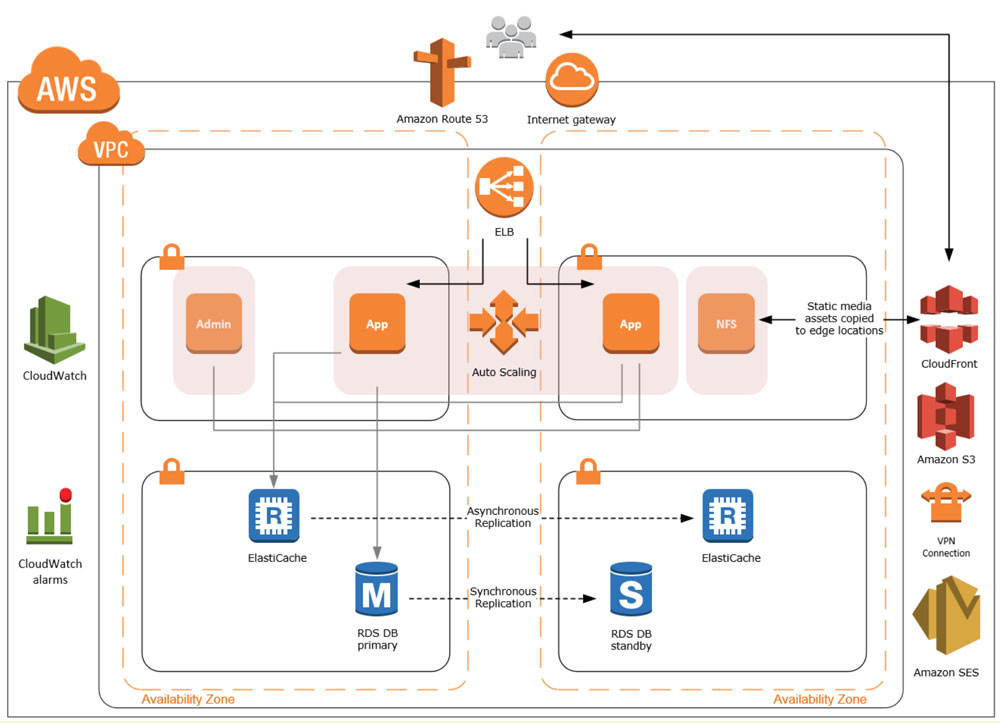 AWS
Amazon Route 53
Internet gateway
VPC
ELB
Admin
App
App
NFS
Auto Scaling
Static media
assets copied
to edge locations
CloudWatch
CloudFront
Amazon S3
R
Asynchronous
Replication
R
ElastiCache
ElastiCache
CloudWatch
alarms
VPN
Connection
M
Synchronous
Replication
S
RDS DB
primary
RDS DB
standby
Amazon SES
Availability Zone
Availability Zone